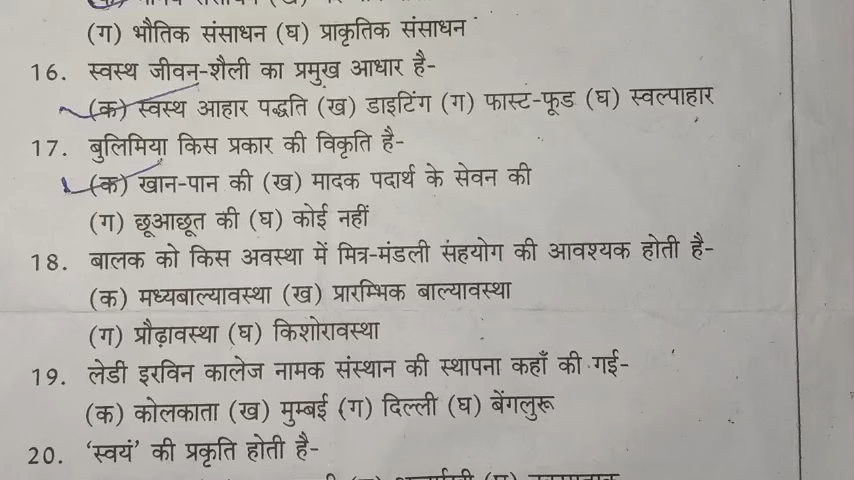 (ग) भौतिक संसाधन (घ) प्राकृतिक संसाधन
16. स्वस्थ जीवन-शैली का प्रमुख आधार है-
(क) स्वस्थ आहार पद्धति (ख) डाइटिंग (ग) फास्ट-फूड (घ) स्वल्पाहार
17. बुलिमिया किस प्रकार की विकृति है-
(क) खान-पान की (ख) मादक पदार्थ के सेवन की
(ग) छूआछूत की (घ) कोई नहीं
18. बालक को किस अवस्था में मित्र-मंडली सहयोग की आवश्यक होती है-
(क) मध्यबाल्यावस्था (ख) प्रारम्भिक बाल्यावस्था
(ग) प्रौढ़ावस्था (घ) किशोरावस्था
19. लेडी इरविन कालेज नामक संस्थान की स्थापना कहाँ की गई-
(क) कोलकाता (ख) मुम्बई (ग) दिल्ली (घ) बेंगलुरू
20. 'स्वयं' की प्रकृति होती है-